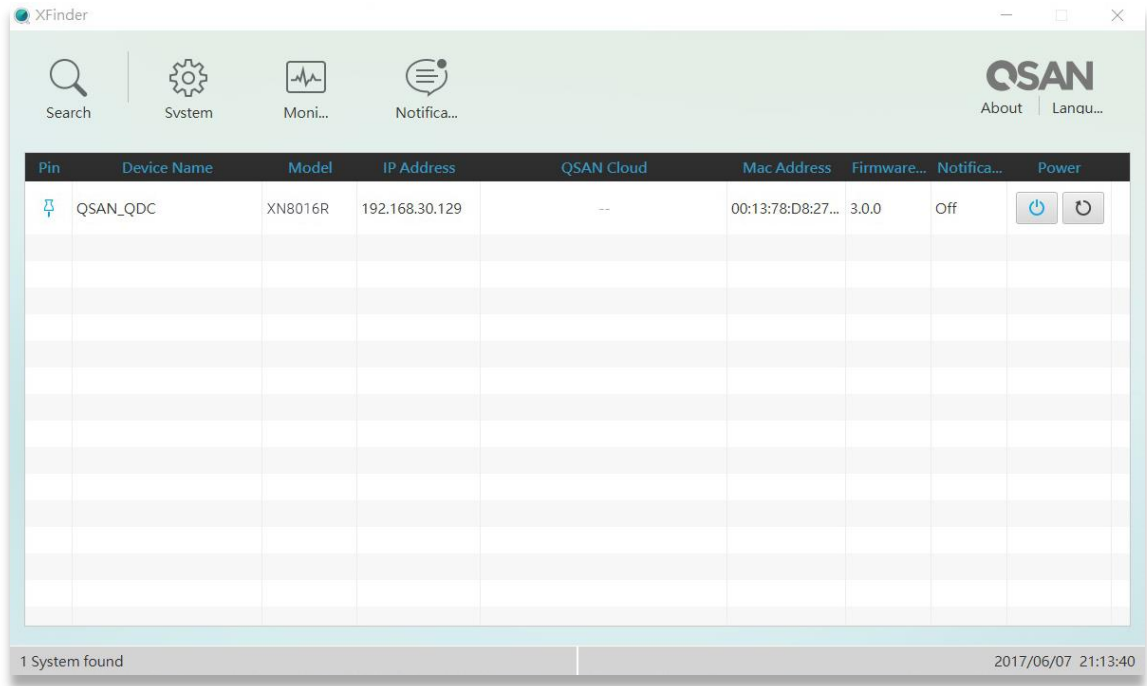 XFinder
QSAN
Search System Moni... Notifica... About Langu...
Pin Device Name Model IP Address QSAN Cloud Mac Address Firmware... Notifica... Power
QSAN_QDC XN8016R 192.168.30.129 -- 00:13:78:D8:27... 3.0.0 Off
1 System found 2017/06/07 21:13:40